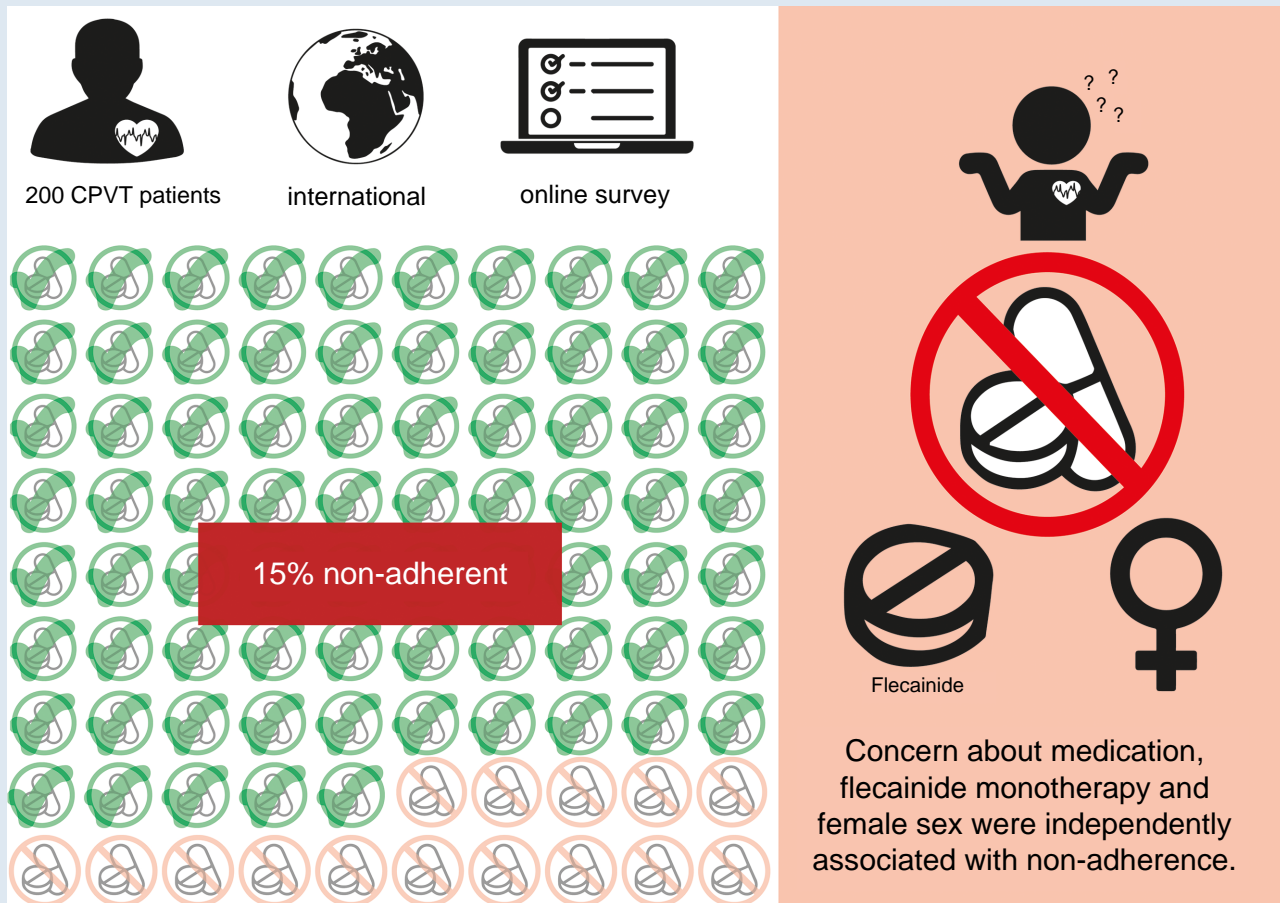 200 CPVT patients
international
online survey
? ?
? ?
15% non-adherent
Flecainide
Concern about medication,
flecainide monotherapy and
female sex were independently
associated with non-adherence.